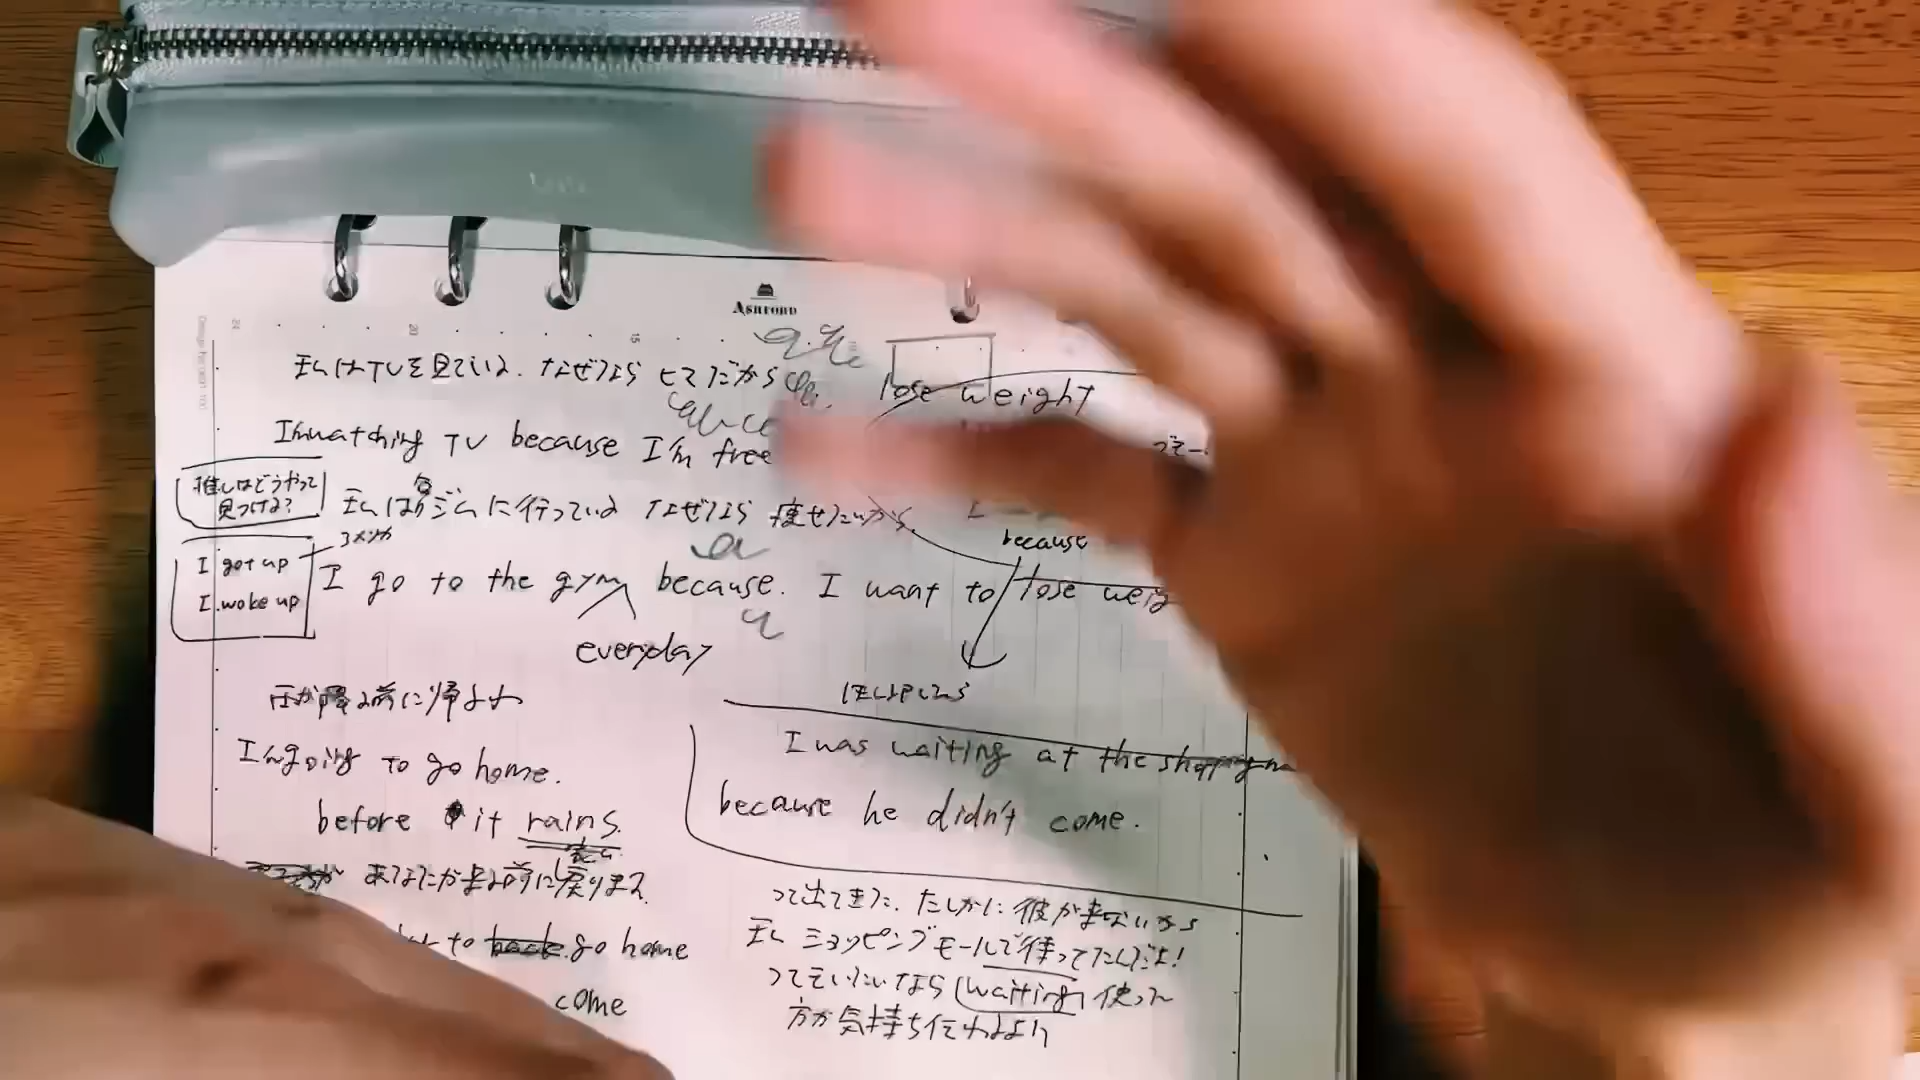 ASHFORD
私はTVを見ている. なぜなら ヒマだから
lose weight
I'm watching TV because I'm free
推しはどうやって
見つける?
私は毎ジムに行っている なぜなら 痩せたいから
I got up
I woke up
because
I go to the gym because. I want to lose weig
everyday
雨が降る前に帰るよ
I'm going to go home.
before it rains.
I was waiting at the shopping ma
because he didn't come.
あなたが来る前に戻ります
to back go home
come
って出てきた. たしかに 彼が来ないから
私 ショッピングモールで待ってたんだよ!
って言いたいなら waiting 使った
方が気持ち伝わるより